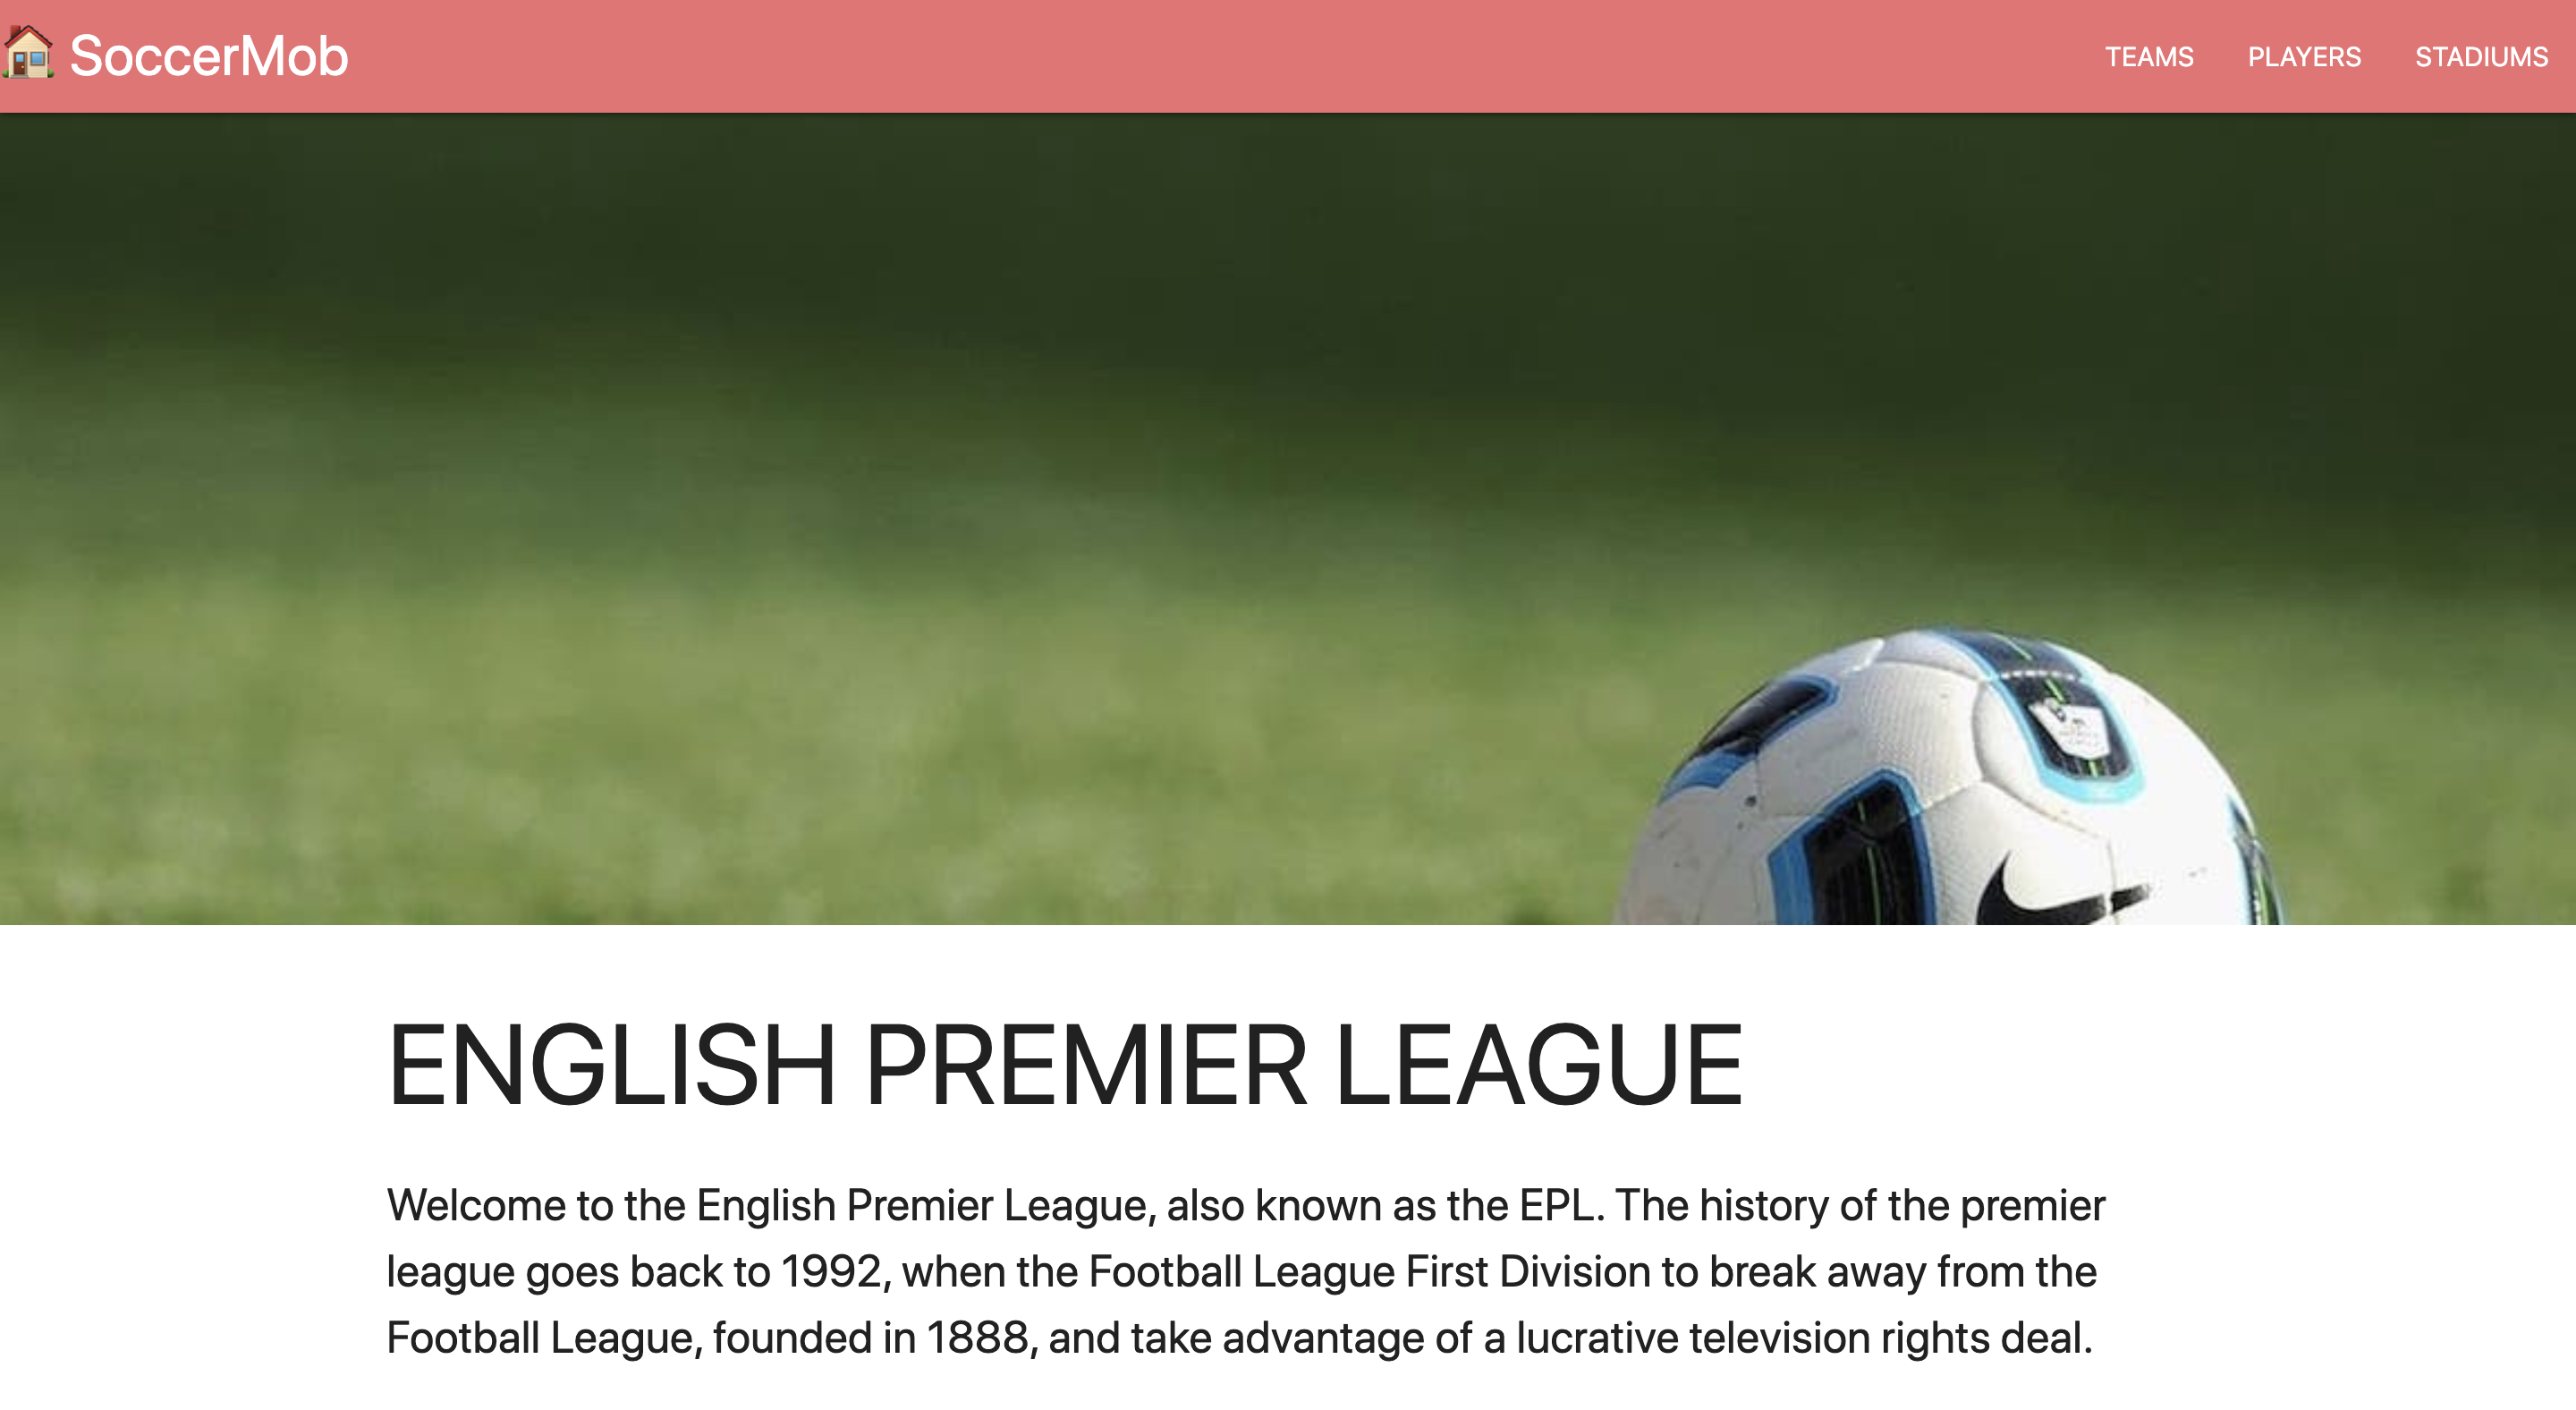 SoccerMob
TEAMS PLAYERS STADIUMS
ENGLISH PREMIER LEAGUE
Welcome to the English Premier League, also known as the EPL. The history of the premier
league goes back to 1992, when the Football League First Division to break away from the
Football League, founded in 1888, and take advantage of a lucrative television rights deal.